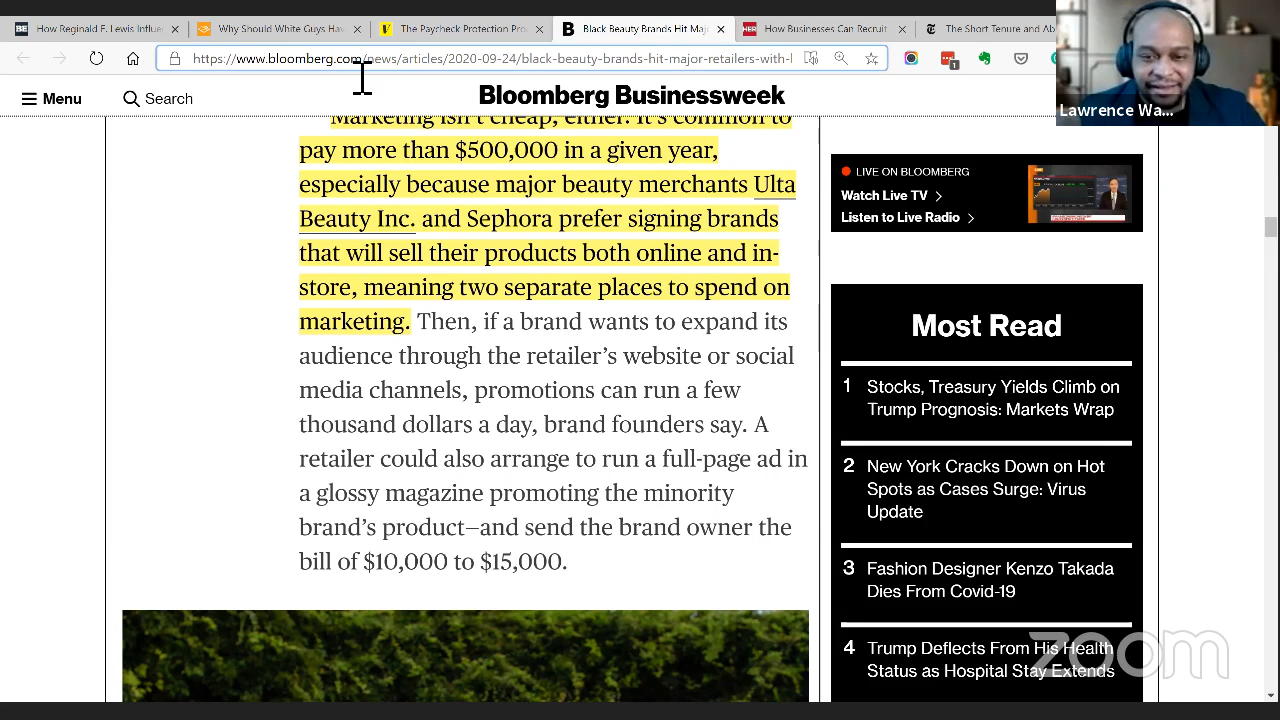 How Reginald F. Lewis Influen
Why Should White Guys Hav
The Paycheck Protection Pro
Black Beauty Brands Hit Majo
How Businesses Can Recruit
The Short Tenure and Ab
https://www.bloomberg.com/news/articles/2020-09-24/black-beauty-brands-hit-major-retailers-with-l
Menu
Search
Bloomberg Businessweek
Lawrence Wa...
Marketing isn't cheap, either. It's common to
pay more than $500,000 in a given year,
especially because major beauty merchants Ulta
Beauty Inc. and Sephora prefer signing brands
that will sell their products both online and in-
store, meaning two separate places to spend on
marketing. Then, if a brand wants to expand its
audience through the retailer’s website or social
media channels, promotions can run a few
thousand dollars a day, brand founders say. A
retailer could also arrange to run a full-page ad in
a glossy magazine promoting the minority
brand’s product—and send the brand owner the
bill of $10,000 to $15,000.
LIVE ON BLOOMBERG
Watch Live TV
Listen to Live Radio
Most Read
1 Stocks, Treasury Yields Climb on
Trump Prognosis: Markets Wrap
2 New York Cracks Down on Hot
Spots as Cases Surge: Virus
Update
3 Fashion Designer Kenzo Takada
Dies From Covid-19
4 Trump Deflects From His Health
Status as Hospital Stay Extends
zoom